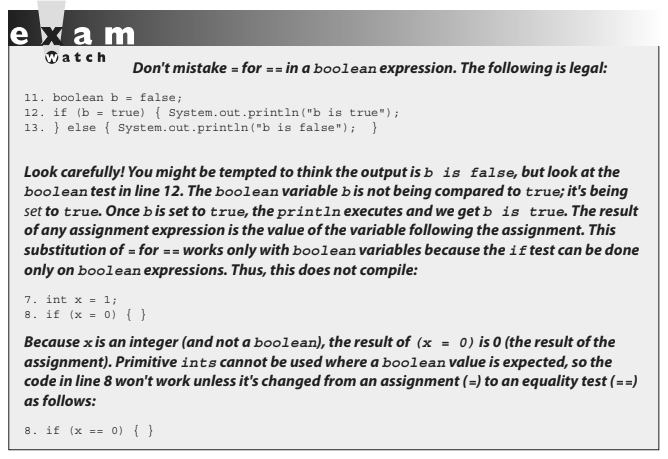 exam
watch
Don't mistake = for == in a boolean expression. The following is legal:
11. boolean b = false;
12. if (b = true) { System.out.println("b is true");
13. } else { System.out.println("b is false");  }
Look carefully! You might be tempted to think the output is b is false, but look at the
boolean test in line 12. The boolean variable b is not being compared to true; it's being
set to true. Once b is set to true, the println executes and we get b is true. The result
of any assignment expression is the value of the variable following the assignment. This
substitution of = for == works only with boolean variables because the if test can be done
only on boolean expressions. Thus, this does not compile:
7. int x = 1;
8. if (x = 0) { }
Because x is an integer (and not a boolean), the result of (x = 0) is 0 (the result of the
assignment). Primitive ints cannot be used where a boolean value is expected, so the
code in line 8 won't work unless it's changed from an assignment (=) to an equality test (==)
as follows:
8. if (x == 0) { }